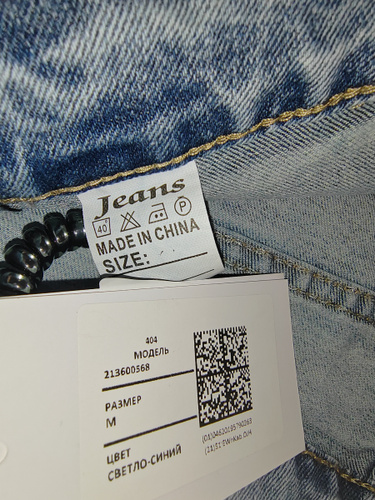 Jeans
40 P
MADE IN CHINA
SIZE:
404
МОДЕЛЬ
213600568
РАЗМЕР
M
ЦВЕТ
СВЕТЛО-СИНИЙ